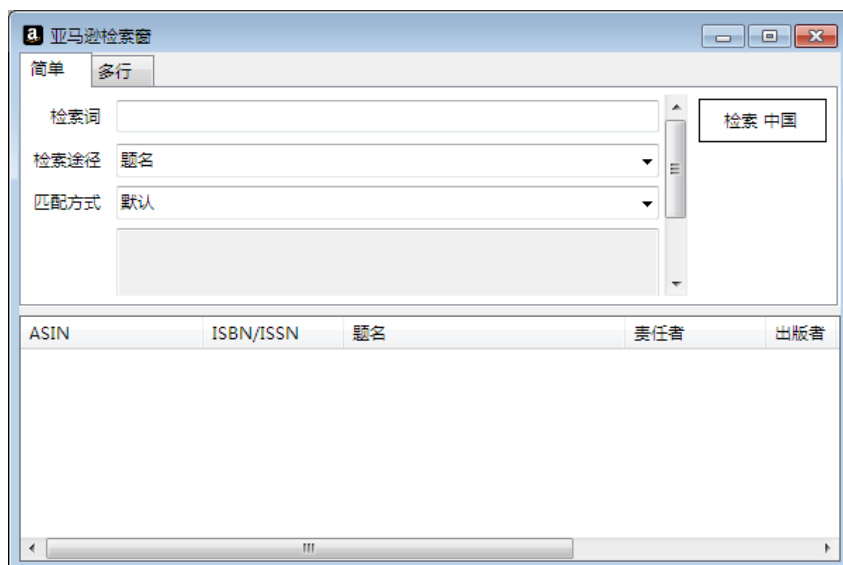 亚马逊检索窗
简单 多行
检索词
检索 中国
检索途径 题名
匹配方式 默认
ASIN ISBN/ISSN 题名 责任者 出版者